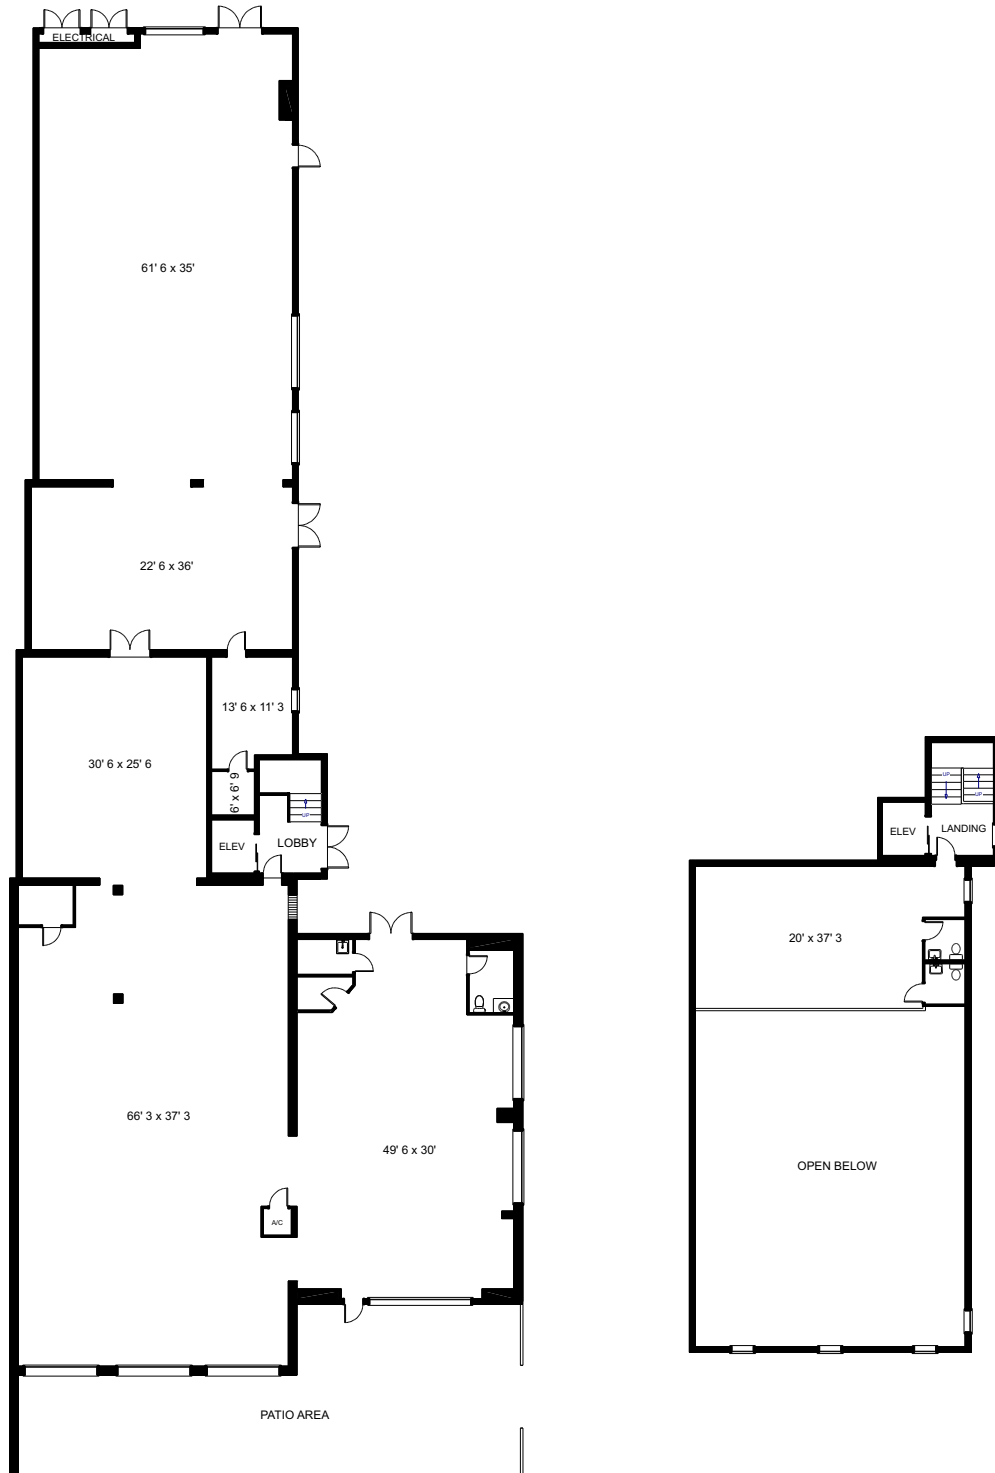 ELECTRICAL
61' 6 x 35'
22' 6 x 36'
13' 6 x 11' 3
30' 6 x 25' 6
6' x 6' 9
UP
ELEV
LOBBY
66' 3 x 37' 3
49' 6 x 30'
A/C
PATIO AREA
UP
UP
ELEV
LANDING
20' x 37' 3
OPEN BELOW